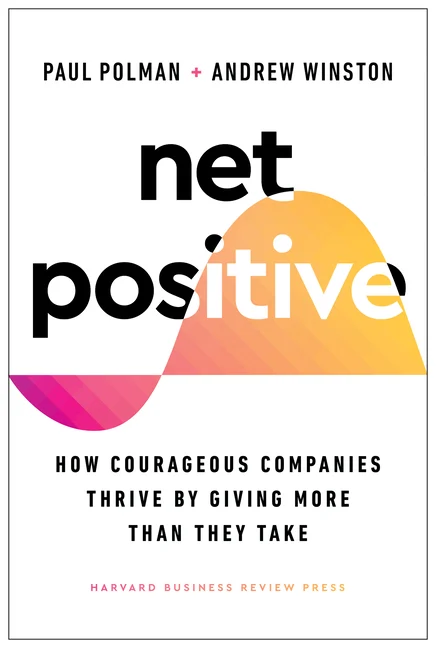 PAUL POLMAN + ANDREW WINSTON
net
positive
HOW COURAGEOUS COMPANIES
THRIVE BY GIVING MORE
THAN THEY TAKE
HARVARD BUSINESS REVIEW PRESS